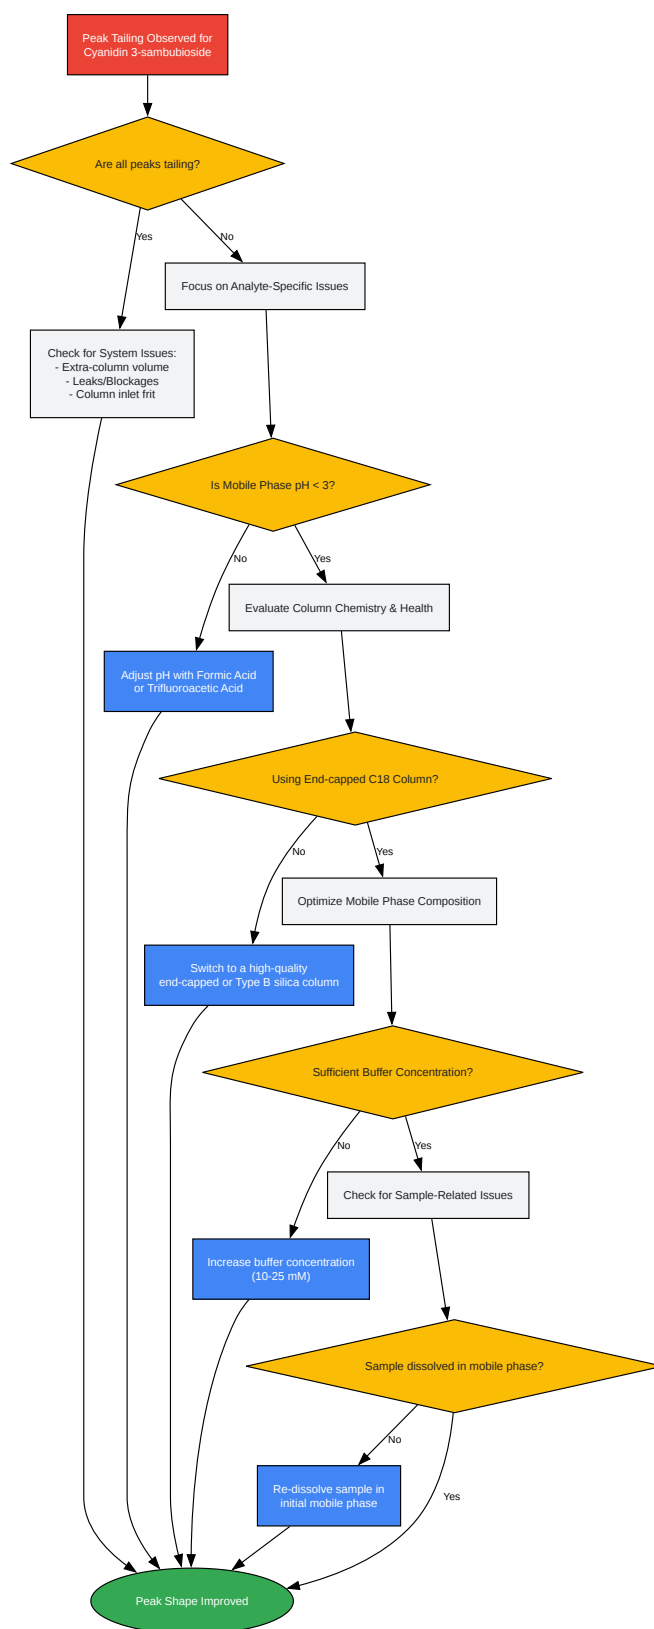 Peak Tailing Observed for
Cyanidin 3-sambubioside
Are all peaks tailing?
Yes
No
Focus on Analyte-Specific Issues
Check for System Issues:
- Extra-column volume
- Leaks/Blockages
- Column inlet frit
Is Mobile Phase pH < 3?
No
Yes
Evaluate Column Chemistry & Health
Adjust pH with Formic Acid
or Trifluoroacetic Acid
Using End-capped C18 Column?
No
Yes
Optimize Mobile Phase Composition
Switch to a high-quality
end-capped or Type B silica column
Sufficient Buffer Concentration?
No
Yes
Check for Sample-Related Issues
Increase buffer concentration
(10-25 mM)
Sample dissolved in mobile phase?
No
Re-dissolve sample in
initial mobile phase
Yes
Peak Shape Improved